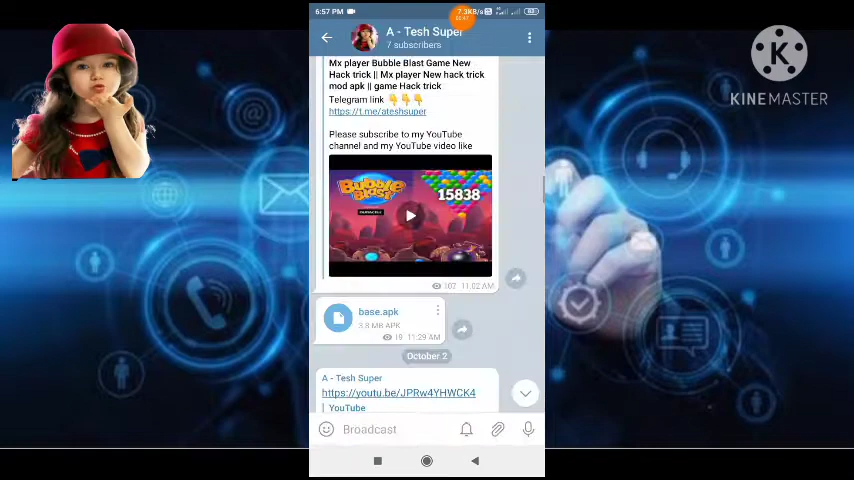 6:57 PM
7.3KB/s
A - Tesh Super
7 subscribers
Mx player Bubble Blast Game New
Hack trick || Mx player New hack trick
mod apk || game Hack trick
Telegram link 👇👇👇
https://t.me/ateshsuper
Please subscribe to my YouTube
channel and my YouTube video like
Bubble
Blast
15838
107 11:02 AM
base.apk
3.8 MB APK
19 11:29 AM
October 2
A - Tesh Super
https://youtu.be/JPRw4YHWCK4
YouTube
Broadcast
K
KINEMASTER